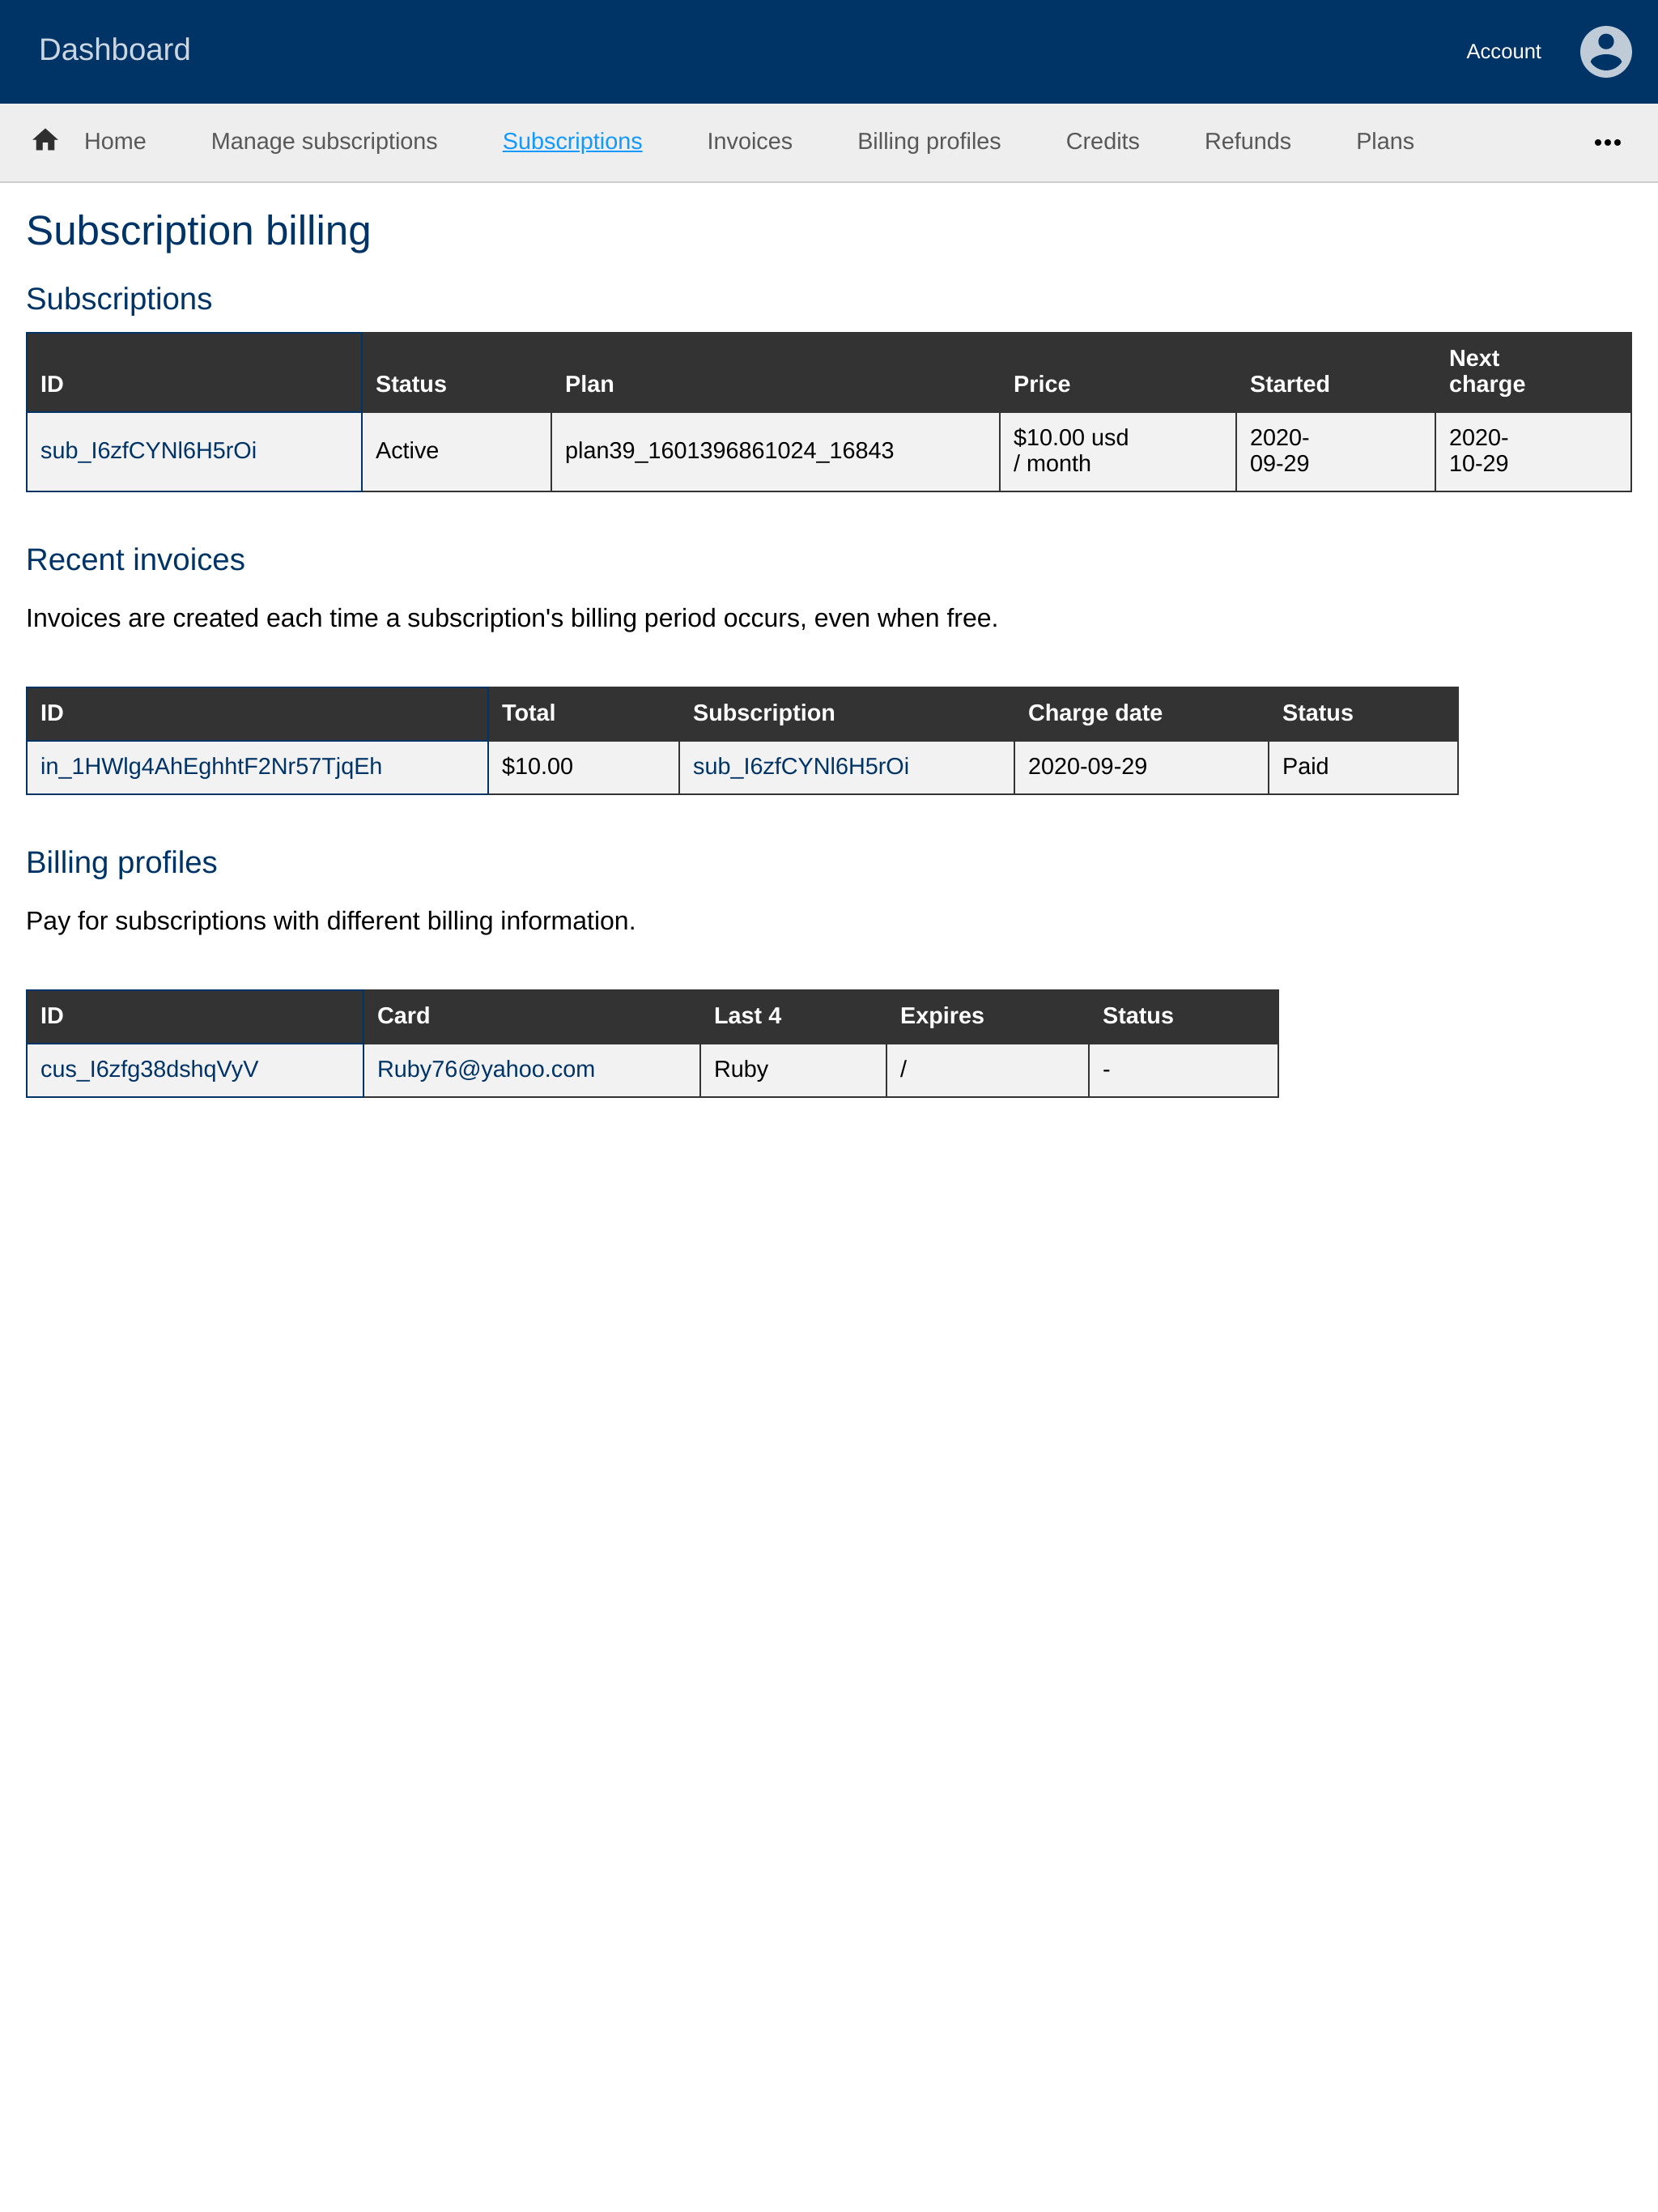 Dashboard
Account
Home Manage subscriptions Subscriptions Invoices Billing profiles Credits Refunds Plans
Subscription billing
Subscriptions
ID Status Plan Price Started Next charge
sub_I6zfCYNl6H5rOi Active plan39_1601396861024_16843 $10.00 usd / month 2020-09-29 2020-10-29
Recent invoices
Invoices are created each time a subscription's billing period occurs, even when free.
ID Total Subscription Charge date Status
in_1HWlg4AhEghhtF2Nr57TjqEh $10.00 sub_I6zfCYNl6H5rOi 2020-09-29 Paid
Billing profiles
Pay for subscriptions with different billing information.
ID Card Last 4 Expires Status
cus_I6zfg38dshqVyV Ruby76@yahoo.com Ruby / -